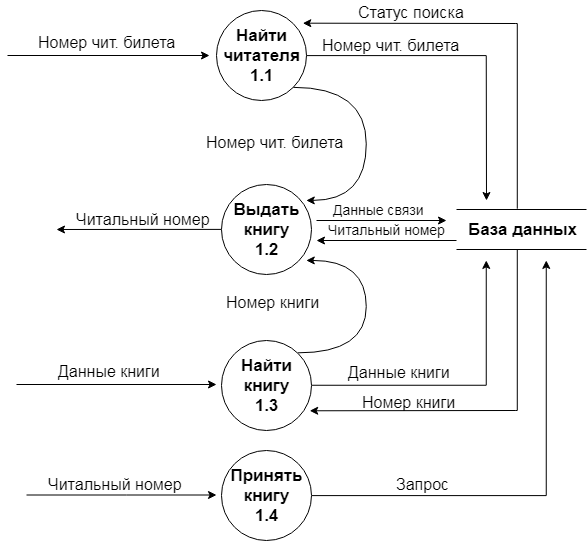 Статус поиска
Номер чит. билета
Найти
читателя
1.1
Номер чит. билета
Номер чит. билета
Читальный номер
Выдать
книгу
1.2
Данные связи
Читальный номер
База данных
Номер книги
Данные книги
Найти
книгу
1.3
Данные книги
Номер книги
Читальный номер
Принять
книгу
1.4
Запрос